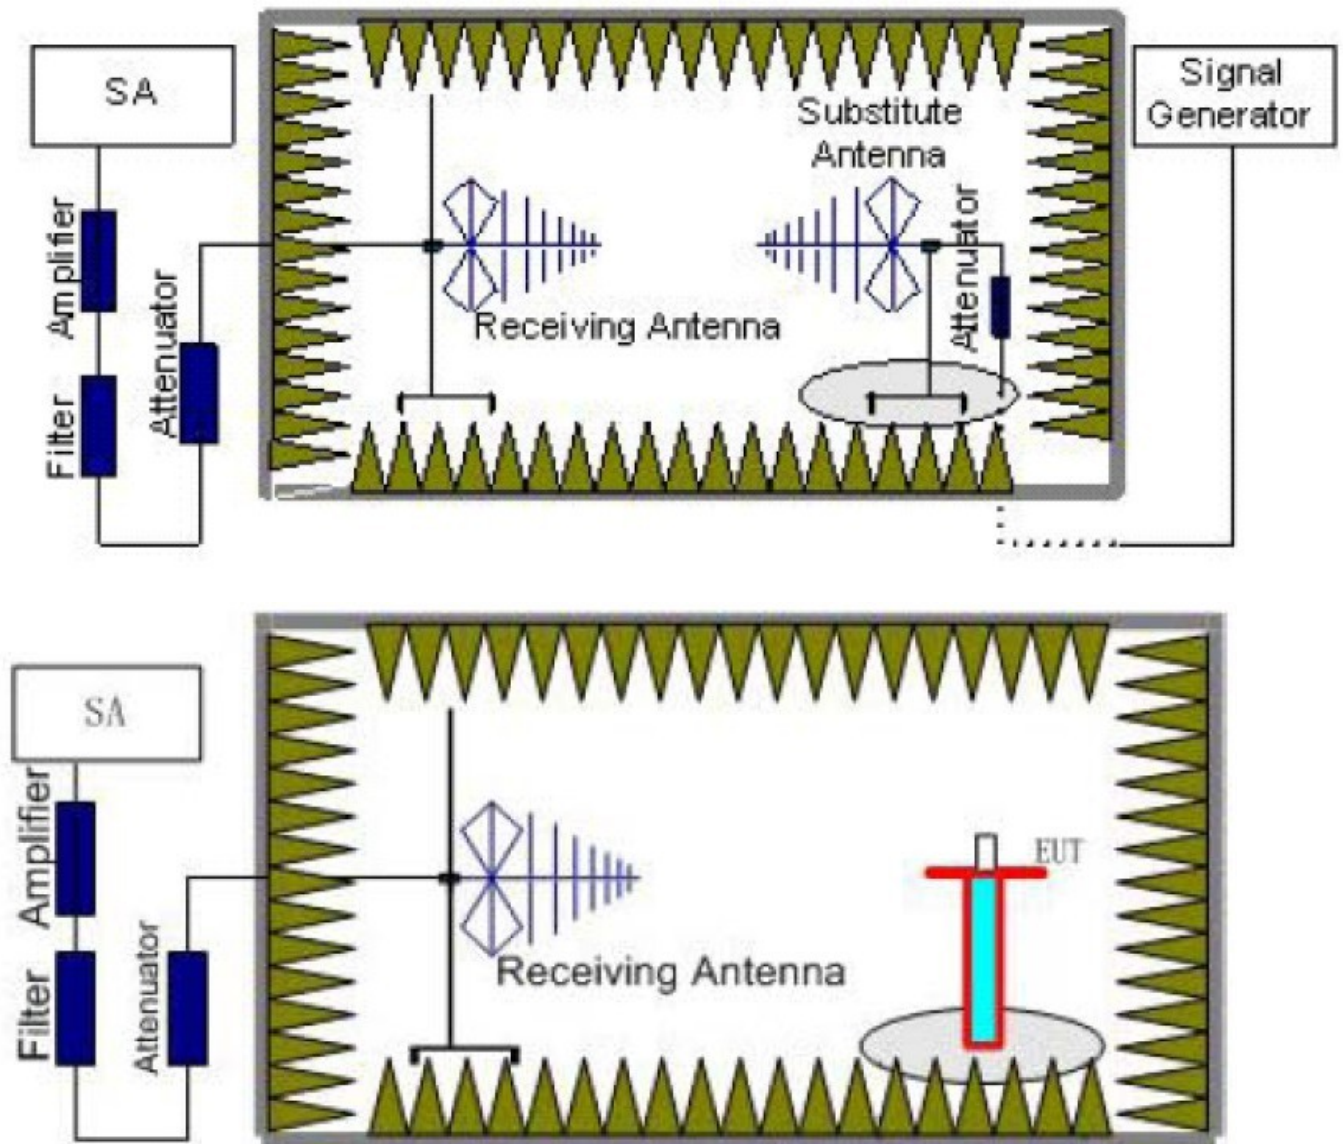 SA
Signal
Generator
Substitute
Antenna
Amplifier
Attenuator
Attenuator
Receiving Antenna
Filter
SA
Amplifier
EUT
Attenuator
Filter
Receiving Antenna